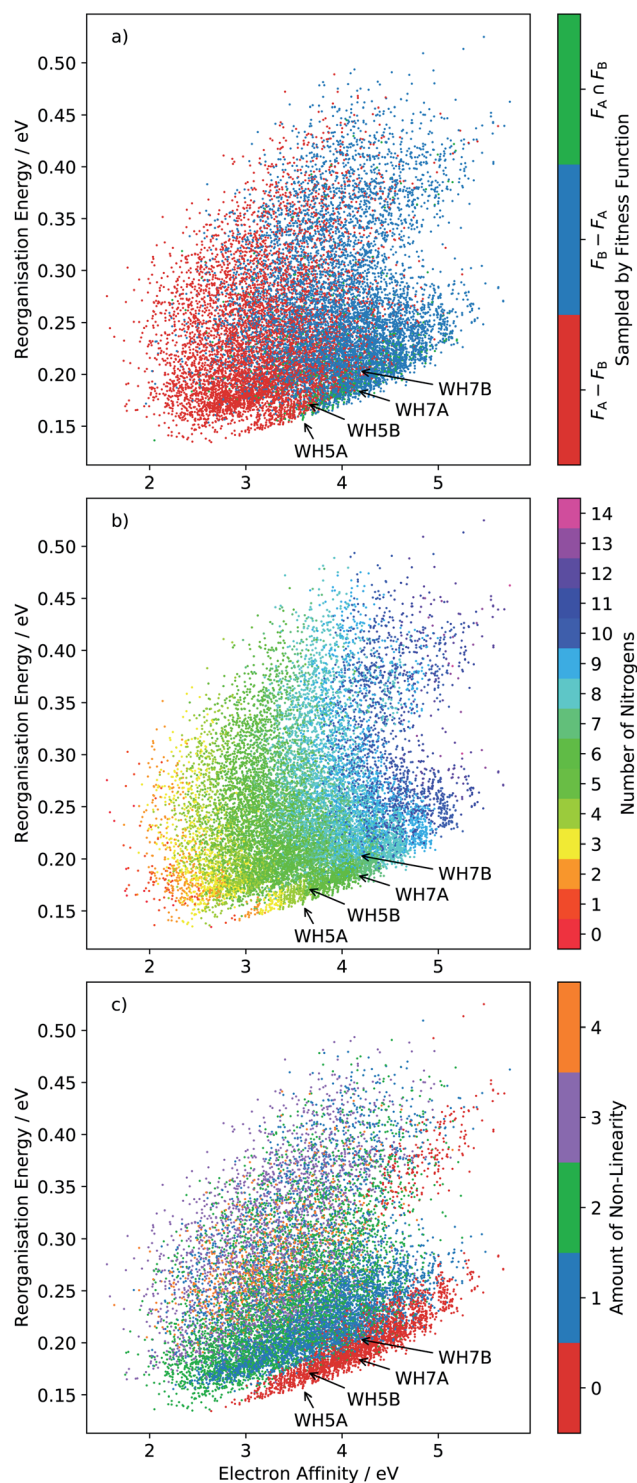 a)
0.50
0.45
0.40
0.35
0.30
0.25
0.20
0.15
Reorganisation Energy / eV
WH7B
WH7A
WH5B
WH5A
2 3 4 5
F_A ∩ F_B
F_B − F_A
F_A − F_B
Sampled by Fitness Function
b)
0.50
0.45
0.40
0.35
0.30
0.25
0.20
0.15
Reorganisation Energy / eV
WH7B
WH7A
WH5B
WH5A
2 3 4 5
14
13
12
11
10
9
8
7
6
5
4
3
2
1
0
Number of Nitrogens
c)
0.50
0.45
0.40
0.35
0.30
0.25
0.20
0.15
Reorganisation Energy / eV
WH7B
WH7A
WH5B
WH5A
2 3 4 5
Electron Affinity / eV
4
3
2
1
0
Amount of Non-Linearity